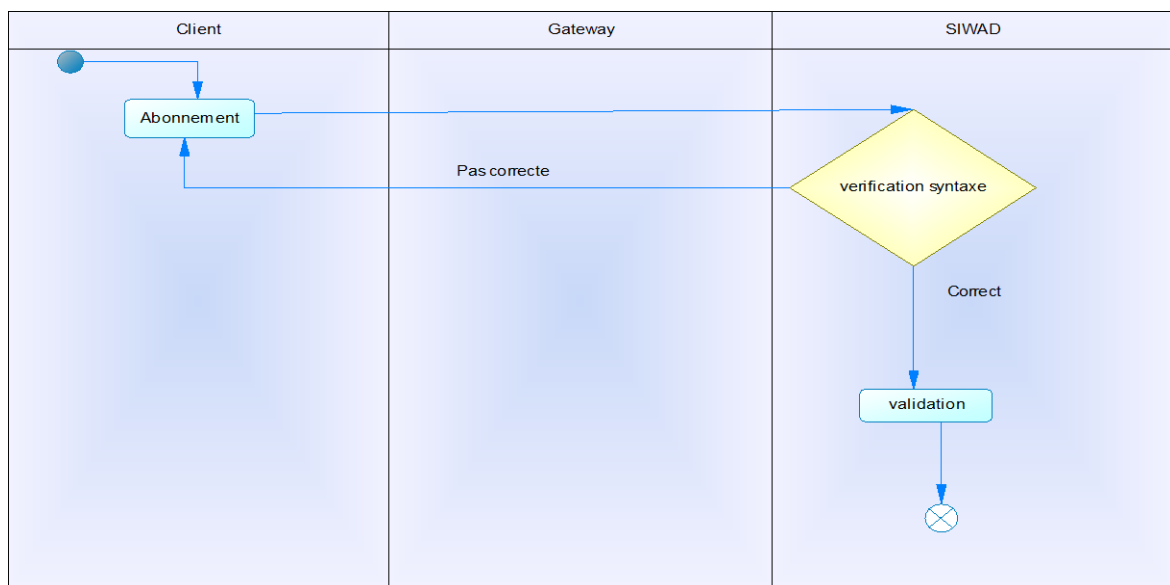 Client
Gateway
SIWAD
Abonnement
Pas correcte
verification syntaxe
Correct
validation